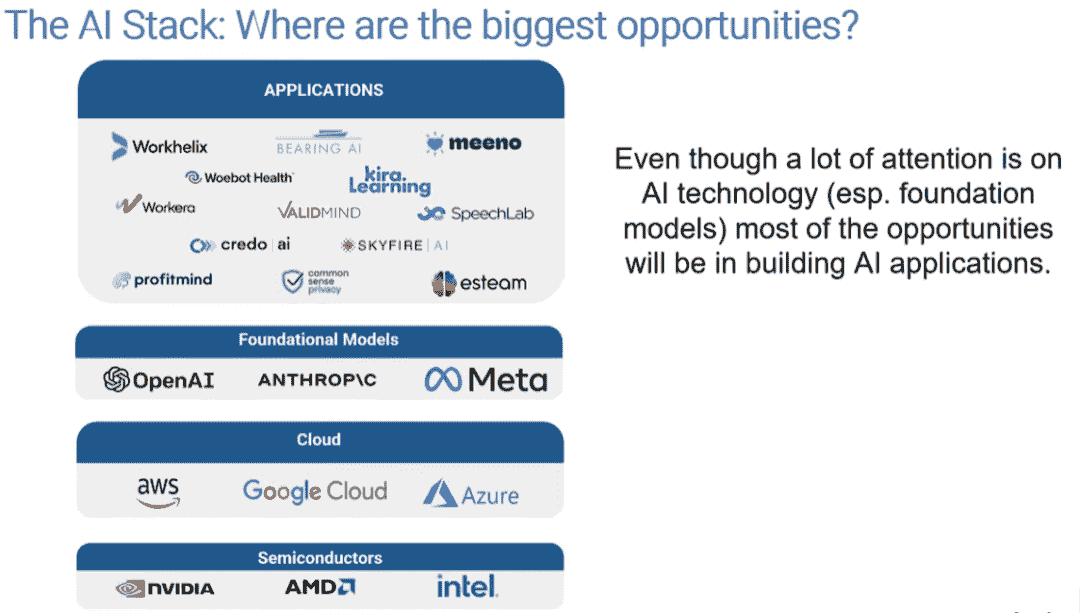 The AI Stack: Where are the biggest opportunities?
APPLICATIONS
Workhelix
BEARING AI
meeno
Woebot Health
kira.
Learning
Workera
VALIDMIND
SpeechLab
credo ai
SKYFIRE AI
profitmind
common
sense
privacy
esteam
Even though a lot of attention is on
AI technology (esp. foundation
models) most of the opportunities
will be in building AI applications.
Foundational Models
OpenAI
ANTHROP\C
Meta
Cloud
aws
Google Cloud
Azure
Semiconductors
NVIDIA
AMD
intel.